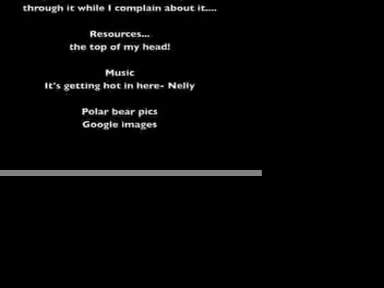 through it while I complain about it....
Resources...
the top of my head!
Music
It's getting hot in here- Nelly
Polar bear pics
Google images